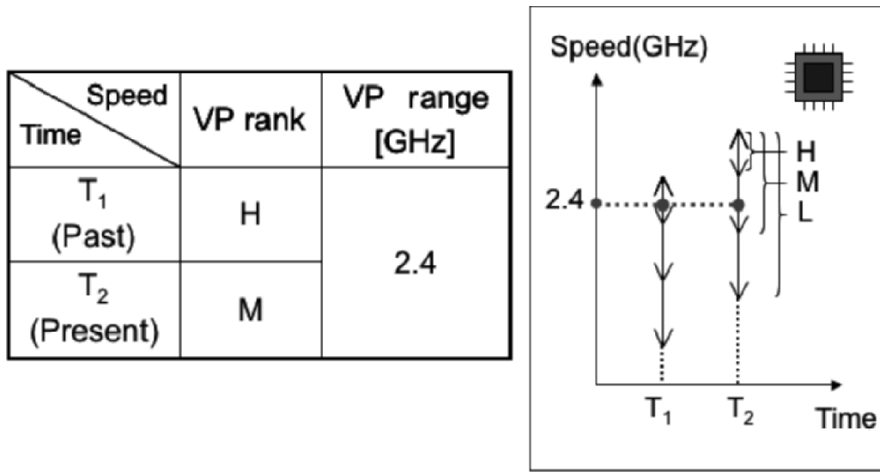 Speed
Time
VP rank
VP range
[GHz]
T1
(Past)
H
2.4
T2
(Present)
M
Speed(GHz)
H
M
2.4
L
T1
T2
Time